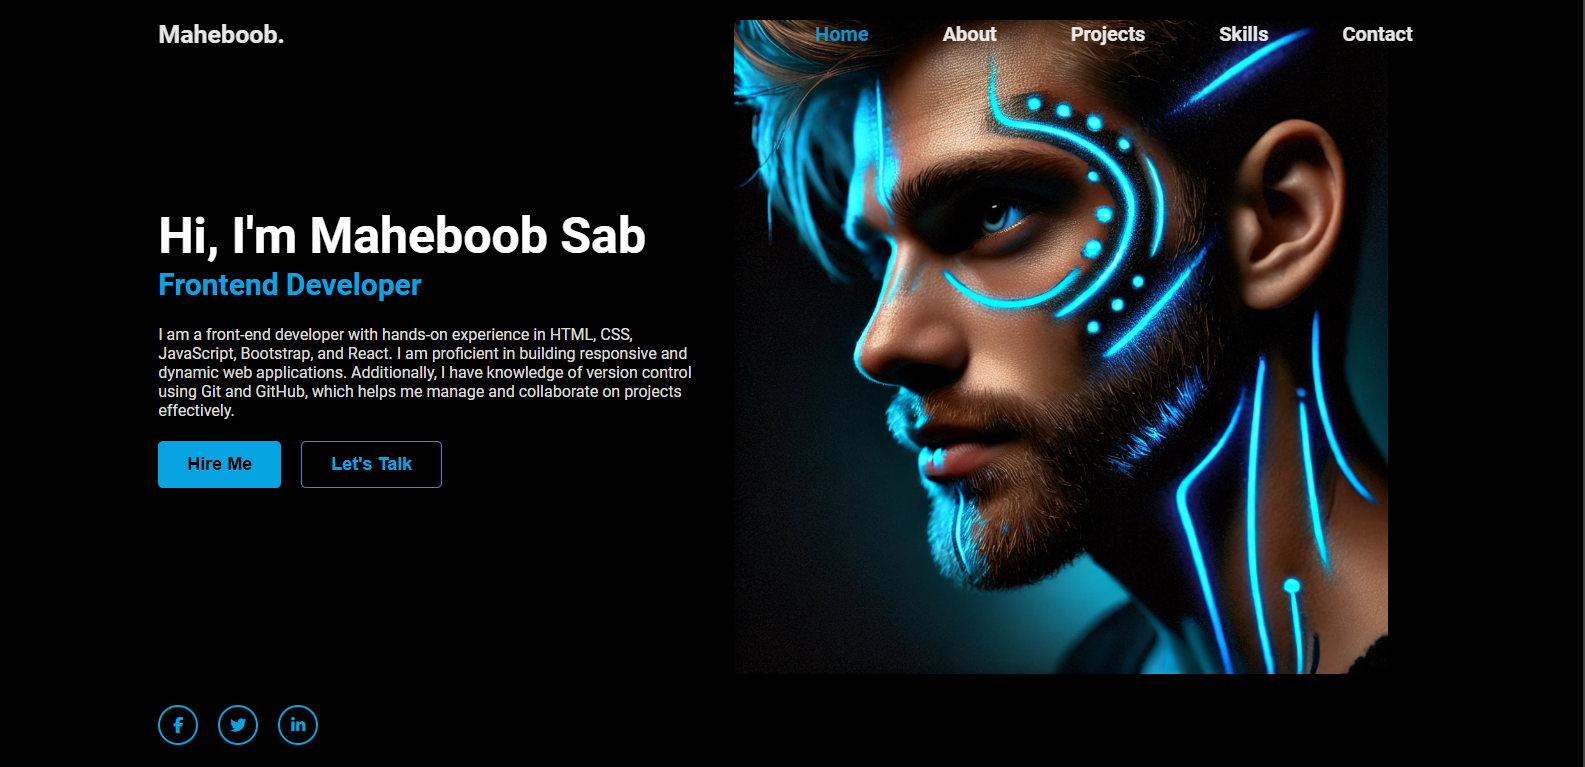 Maheboob.
Home About Projects Skills Contact
Hi, I'm Maheboob Sab
Frontend Developer
I am a front-end developer with hands-on experience in HTML, CSS,
JavaScript, Bootstrap, and React. I am proficient in building responsive and
dynamic web applications. Additionally, I have knowledge of version control
using Git and GitHub, which helps me manage and collaborate on projects
effectively.
Hire Me Let's Talk